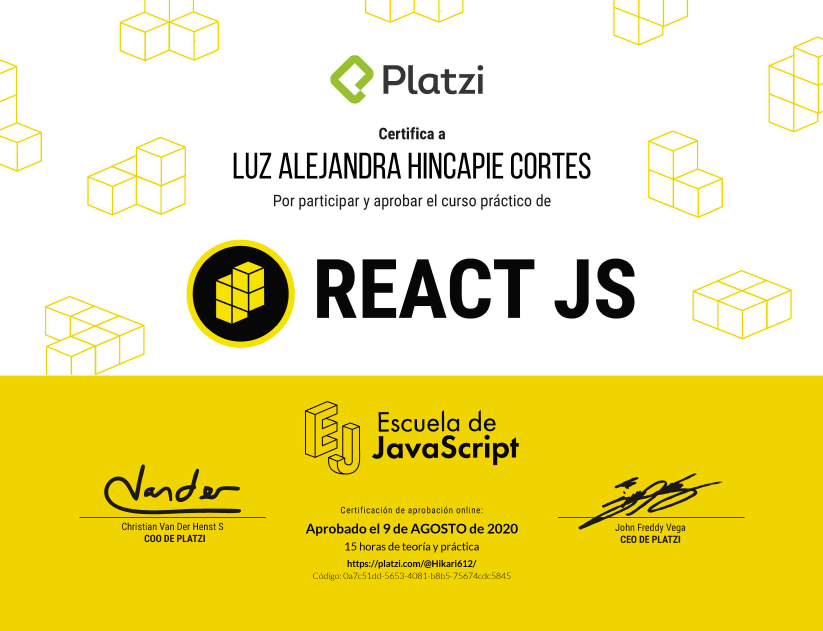 Platzi
Certifica a
LUZ ALEJANDRA HINCAPIE CORTES
Por participar y aprobar el curso práctico de
REACT JS
EJ
Escuela de
JavaScript
Vander
Christian Van Der Henst S
COO DE PLATZI
Certificación de aprobación online:
Aprobado el 9 de AGOSTO de 2020
15 horas de teoría y práctica
https://platzi.com/@Hikari612/
Código: 0a7c51dd-5653-4081-b8b5-75674cdc5845
John Freddy Vega
CEO DE PLATZI